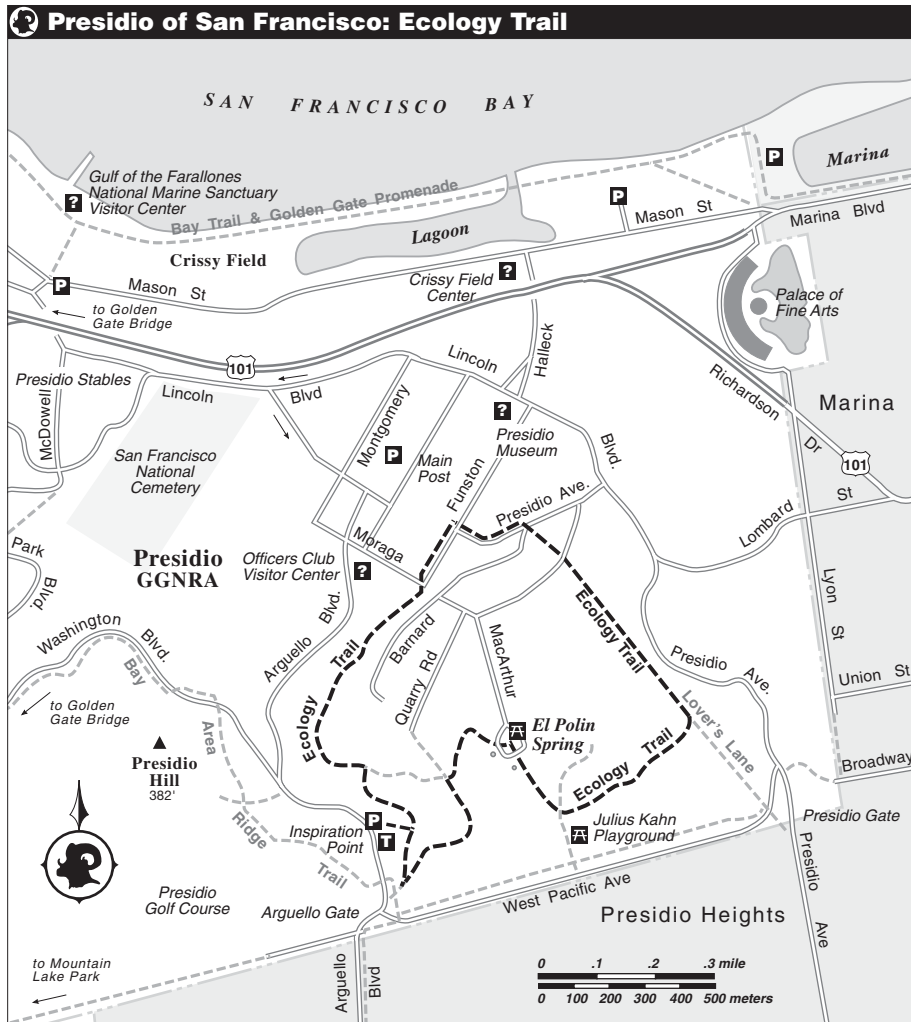 Presidio of San Francisco: Ecology Trail
SAN FRANCISCO BAY
Marina
P
Gulf of the Farallones
National Marine Sanctuary
Visitor Center
?
Bay Trail & Golden Gate Promenade
P
Mason St
Marina Blvd
Lagoon
Crissy Field
Crissy Field
Center
?
P
Mason St
to Golden
Gate Bridge
Palace of
Fine Arts
101
Lincoln
Blvd
Halleck
Presidio Stables
Lincoln
Blvd.
McDowell
Montgomery
Richardson
Dr
Marina
?
Presidio
Museum
San Francisco
National
Cemetery
P
Main
Post
Funston
101
Presidio Ave.
Lombard
St
Moraga
Park
Blvd.
Presidio
GGNRA
Officers Club
Visitor Center
?
Lyon
St
Washington
Blvd.
Arguello
Blvd.
Ecology
Trail
Barnard
Quarry Rd
MacArthur
Ecology Trail
Presidio
Ave.
Union St
Bay
Area
Ridge
Trail
to Golden
Gate Bridge
Lover's Lane
El Polin
Spring
Presidio
Hill
382'
Ecology Trail
Broadway
P
T
Inspiration
Point
Julius Kahn
Playground
Presidio Gate
Presidio
Golf Course
Arguello Gate
West Pacific Ave
Presidio Heights
Presidio
Ave
to Mountain
Lake Park
Arguello
Blvd
0 .1 .2 .3 mile
0 100 200 300 400 500 meters